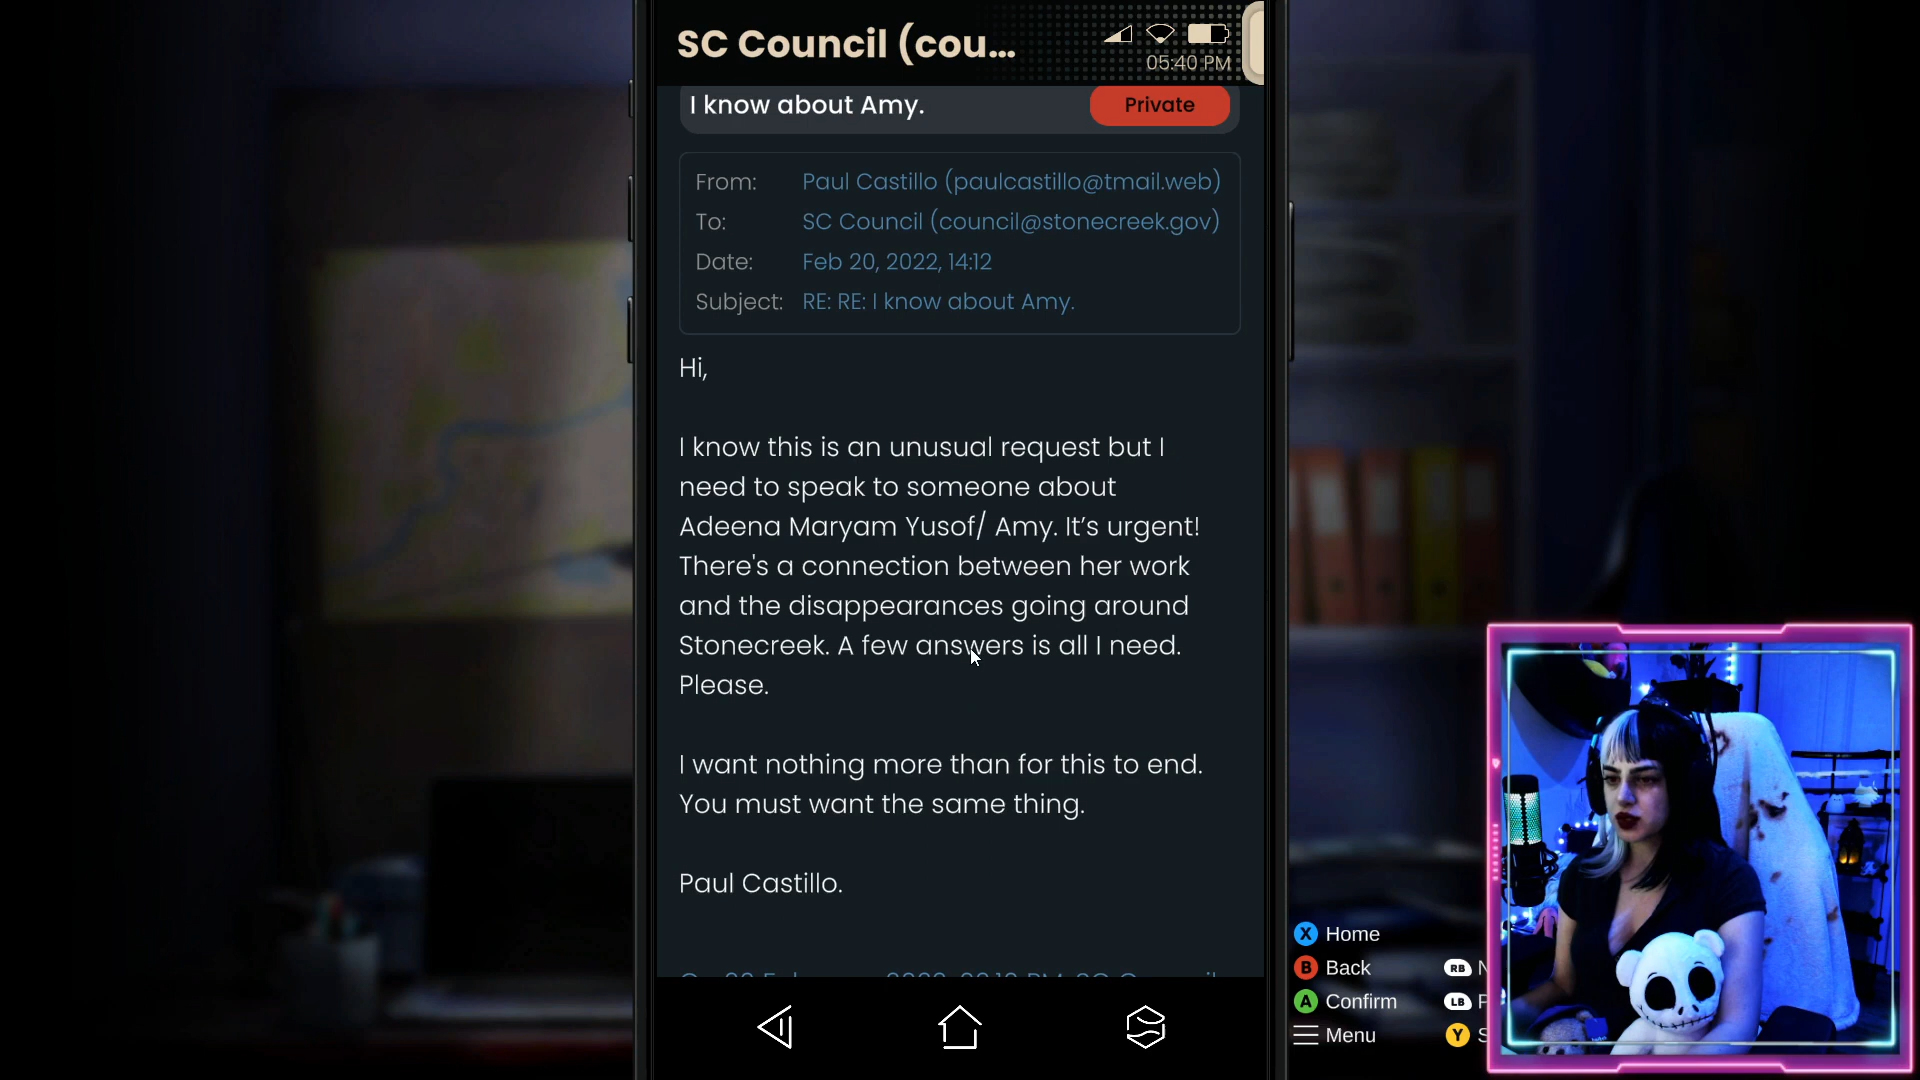 SC Council (cou...
05:40 PM
I know about Amy.
Private
From: Paul Castillo (paulcastillo@tmail.web)
To: SC Council (council@stonecreek.gov)
Date: Feb 20, 2022, 14:12
Subject: RE: RE: I know about Amy.
Hi,
I know this is an unusual request but I
need to speak to someone about
Adeena Maryam Yusof/ Amy. It’s urgent!
There's a connection between her work
and the disappearances going around
Stonecreek. A few answers is all I need.
Please.
I want nothing more than for this to end.
You must want the same thing.
Paul Castillo.
X Home
B Back
RB N
A Confirm
LB P
Menu
Y S